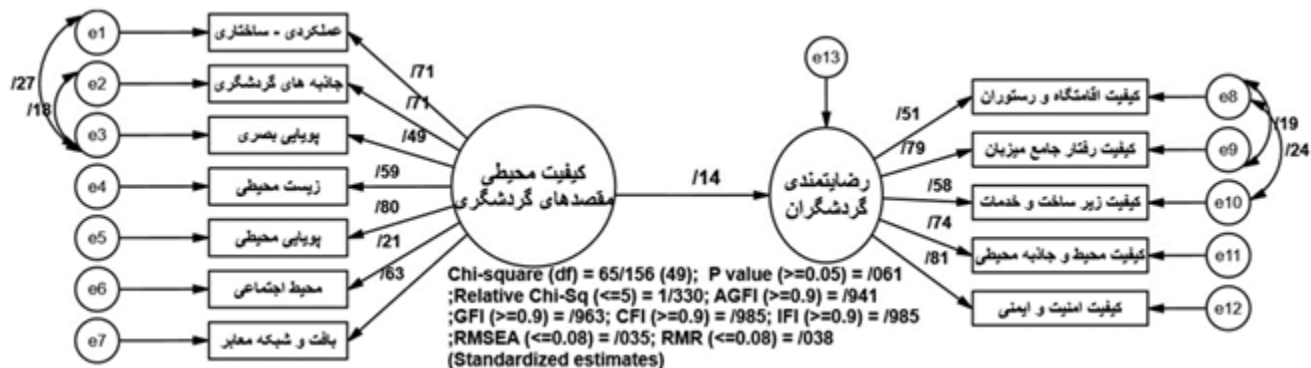 e1
عملکردی - ساختاری
/71
e2
جاذبه های گردشگری
/71
e3
پویایی بصری
/49
e4
زیست محیطی
/59
e5
پویایی محیطی
/80
e6
محیط اجتماعی
/21
e7
بافت و شبکه معابر
/63
/27
/18
کیفیت محیطی
مقصدهای گردشگری
/14
e13
رضایتمندی
گردشگران
/51
کیفیت اقامتگاه و رستوران
e8
/79
کیفیت رفتار جامع میزبان
e9
/58
کیفیت زیر ساخت و خدمات
e10
/74
کیفیت محیط و جاذبه محیطی
e11
/81
کیفیت امنیت و ایمنی
e12
/19
/24
Chi-square (df) = 65/156 (49); P value (>=0.05) = /061
;Relative Chi-Sq (<=5) = 1/330; AGFI (>=0.9) = /941
;GFI (>=0.9) = /963; CFI (>=0.9) = /985; IFI (>=0.9) = /985
;RMSEA (<=0.08) = /035; RMR (<=0.08) = /038
(Standardized estimates)